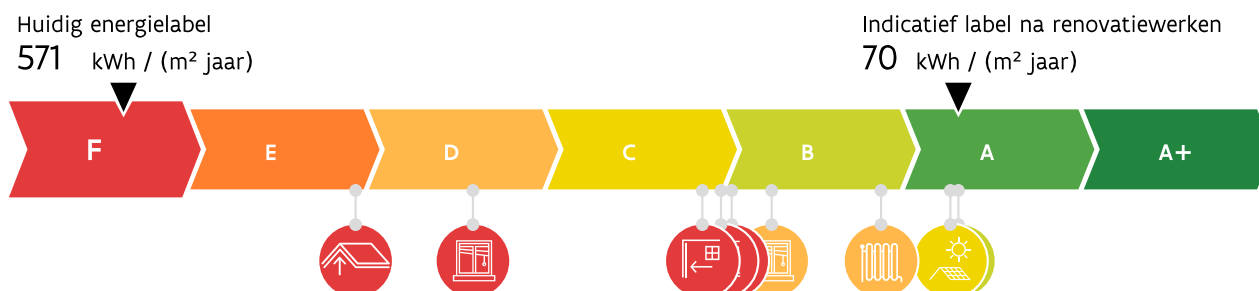 Huidig energielabel
571 kWh / (m² jaar)
Indicatief label na renovatiewerken
70 kWh / (m² jaar)
F E D C B A A+